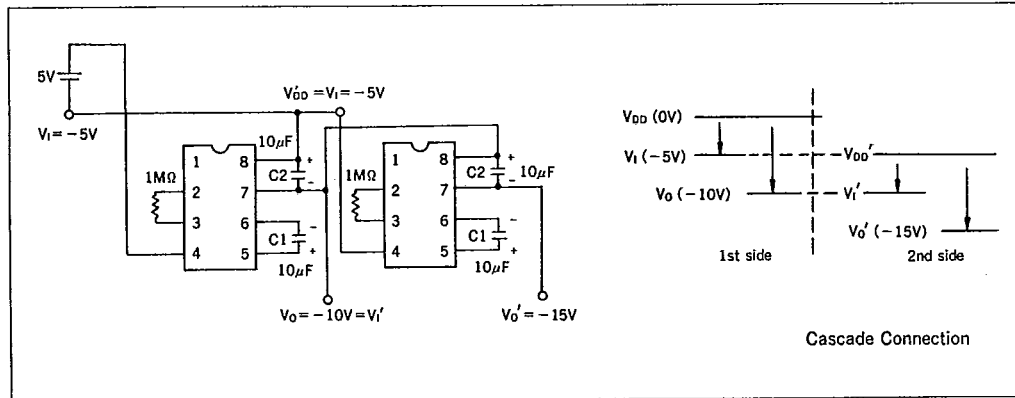 5V
V'DD=VI=−5V
VI=−5V
10μF
+
C2
−
1MΩ
1
2
3
4
8
7
6
5
−
C1
+
10μF
VO=−10V=VI'
+
C2
10μF
−
1MΩ
1
2
3
4
8
7
6
5
−
C1
+
10μF
VO'=−15V
VDD (0V)
VI (−5V)
VDD'
VO (−10V)
VI'
VO' (−15V)
1st side
2nd side
Cascade Connection